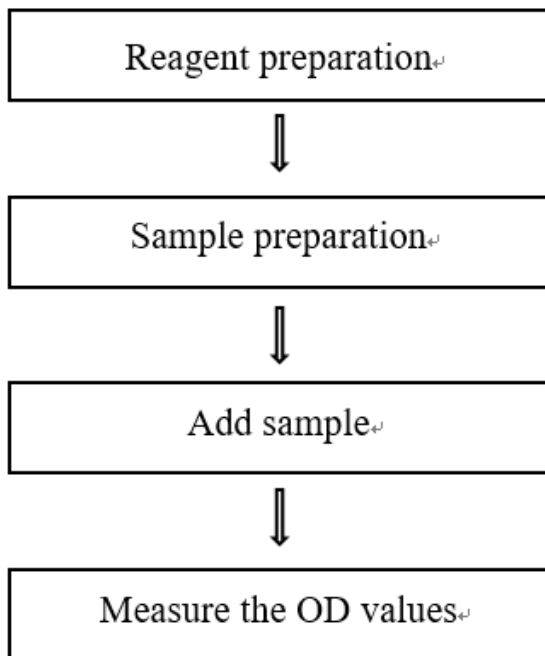 Reagent preparation
Sample preparation
Add sample
Measure the OD values